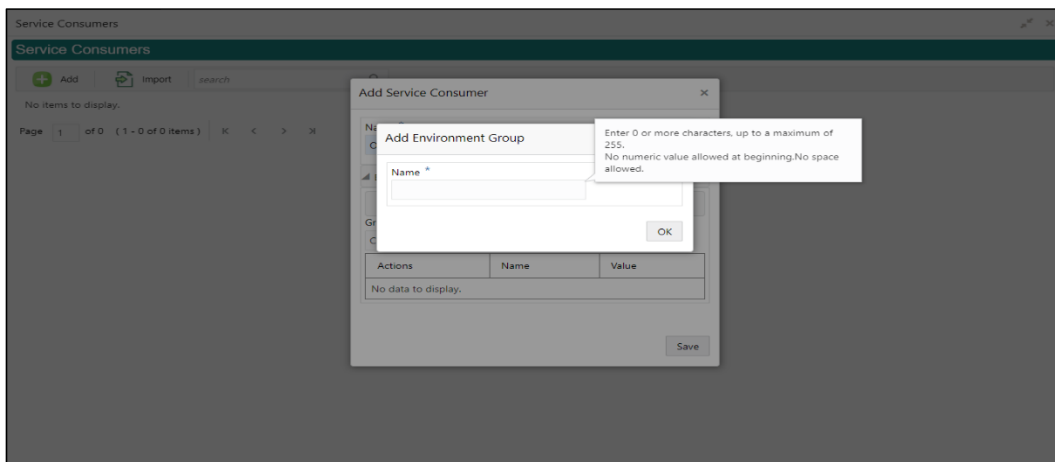 Service Consumers
Service Consumers
Add Import search
No items to display.
Page 1 of 0 (1 - 0 of 0 items) K < > >|
Add Service Consumer ×
Add Environment Group
Name *
Enter 0 or more characters, up to a maximum of
255.
No numeric value allowed at beginning.No space
allowed.
OK
Actions Name Value
No data to display.
Save